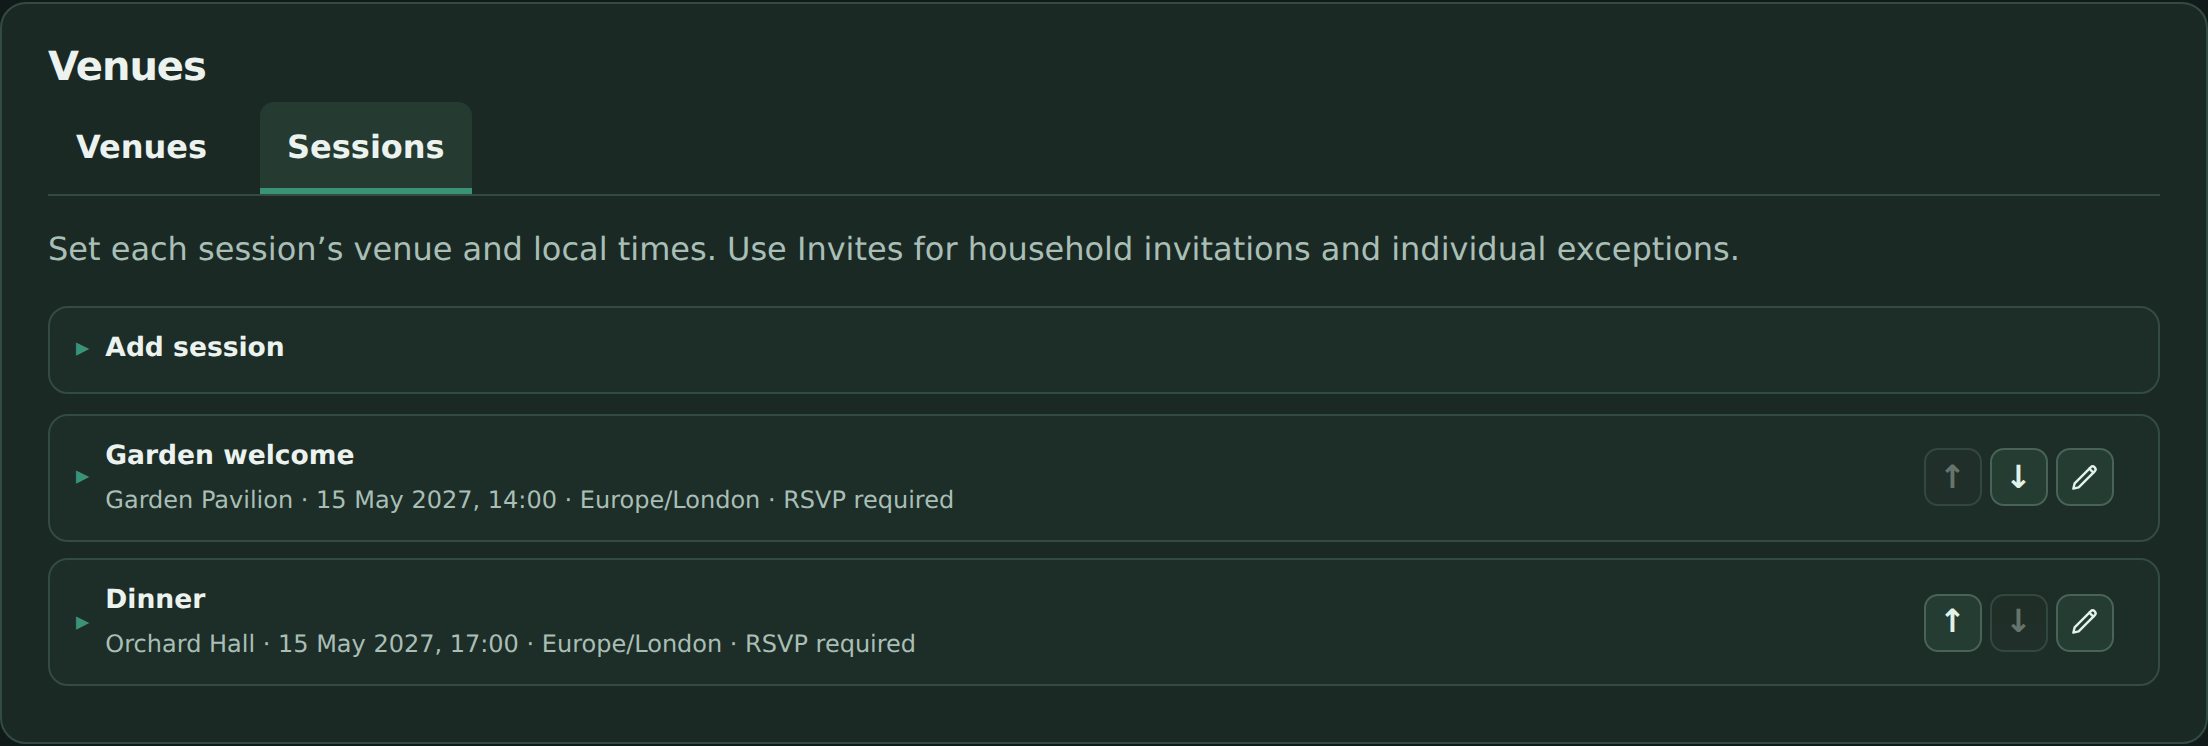 Venues
Venues
Sessions
Set each session’s venue and local times. Use Invites for household invitations and individual exceptions.
▸ Add session
Garden welcome
Garden Pavilion · 15 May 2027, 14:00 · Europe/London · RSVP required
Dinner
Orchard Hall · 15 May 2027, 17:00 · Europe/London · RSVP required